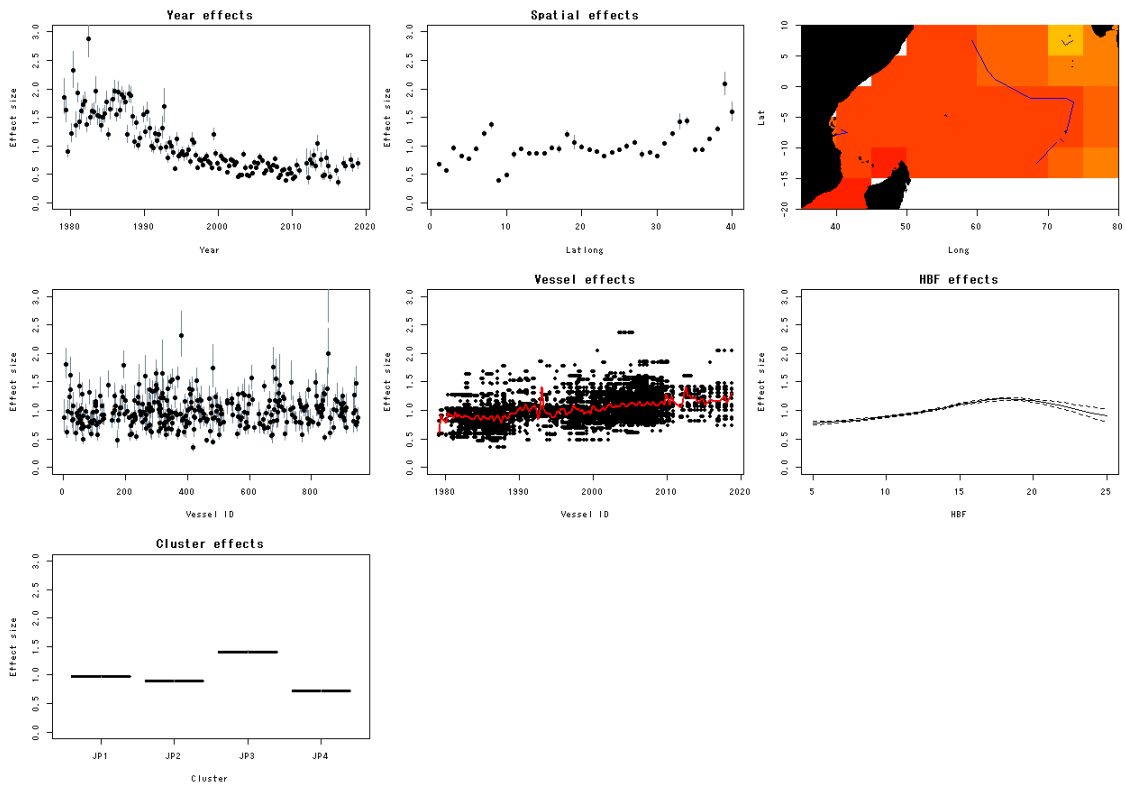 Year effects
Effect size
0.0 0.5 1.0 1.5 2.0 2.5 3.0
1980 1990 2000 2010 2020
Year
Spatial effects
Effect size
0.0 0.5 1.0 1.5 2.0 2.5 3.0
0 10 20 30 40
Latlong
Lat
-20 -15 -10 -5 0 5 10
40 50 60 70 80
Long
Effect size
0.0 0.5 1.0 1.5 2.0 2.5 3.0
0 200 400 600 800
Vessel ID
Vessel effects
Effect size
0.0 0.5 1.0 1.5 2.0 2.5 3.0
1980 1990 2000 2010 2020
Vessel ID
HBF effects
Effect size
0.0 0.5 1.0 1.5 2.0 2.5 3.0
5 10 15 20 25
HBF
Cluster effects
Effect size
0.0 0.5 1.0 1.5 2.0 2.5 3.0
JP1 JP2 JP3 JP4
Cluster